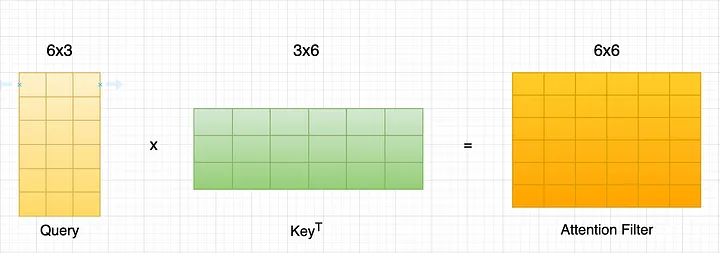 6x3
3x6
6x6
x
=
Query
Key^T
Attention Filter